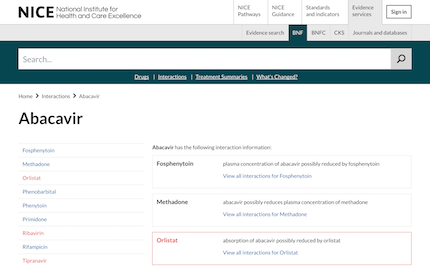 NICE National Institute for
Health and Care Excellence
NICE
Pathways
NICE
Guidance
Standards
and indicators
Evidence
services
Sign in
Evidence search
BNF
BNFC
CKS
Journals and databases
Search...
Drugs | Interactions | Treatment Summaries | What's Changed?
Home > Interactions > Abacavir
Abacavir
Fosphenytoin
Methadone
Orlistat
Phenobarbital
Phenytoin
Primidone
Ribavirin
Rifampicin
Tipranavir
Abacavir has the following interaction information:
Fosphenytoin
plasma concentration of abacavir possibly reduced by fosphenytoin
View all interactions for Fosphenytoin
Methadone
abacavir possibly reduces plasma concentration of methadone
View all interactions for Methadone
Orlistat
absorption of abacavir possibly reduced by orlistat
View all interactions for Orlistat